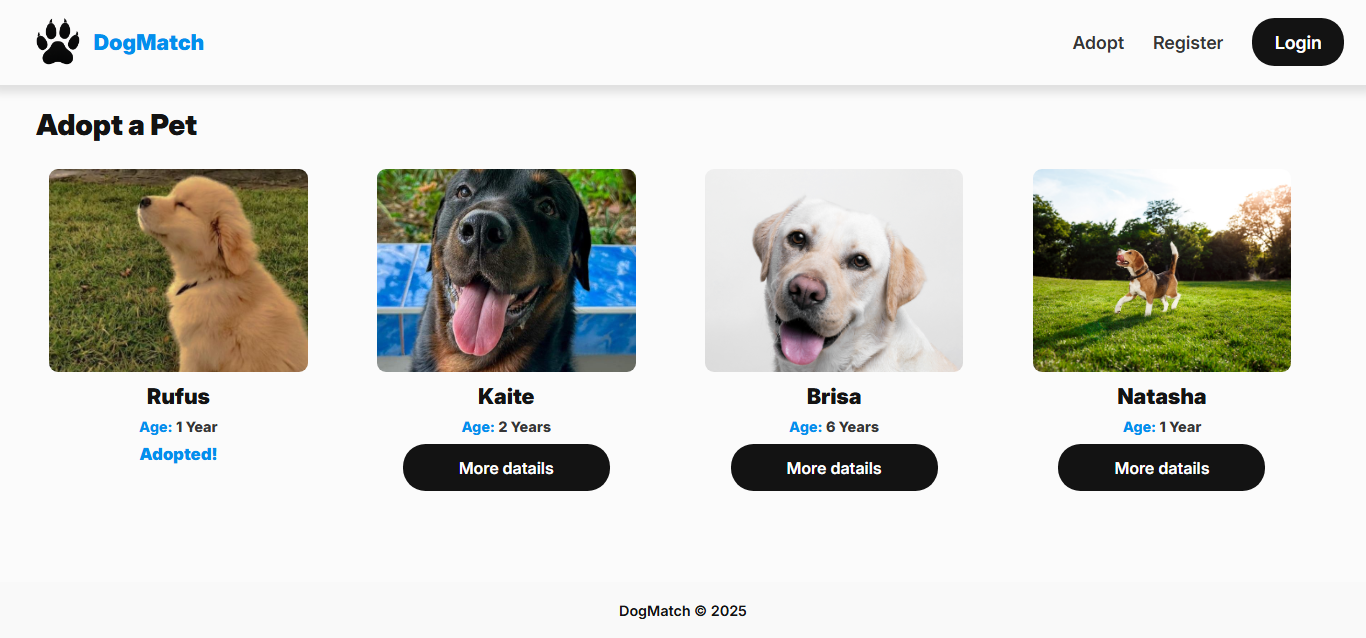 DogMatch
Adopt
Register
Login
Adopt a Pet
Rufus
Age: 1 Year
Adopted!
Kaite
Age: 2 Years
More datails
Brisa
Age: 6 Years
More datails
Natasha
Age: 1 Year
More datails
DogMatch © 2025